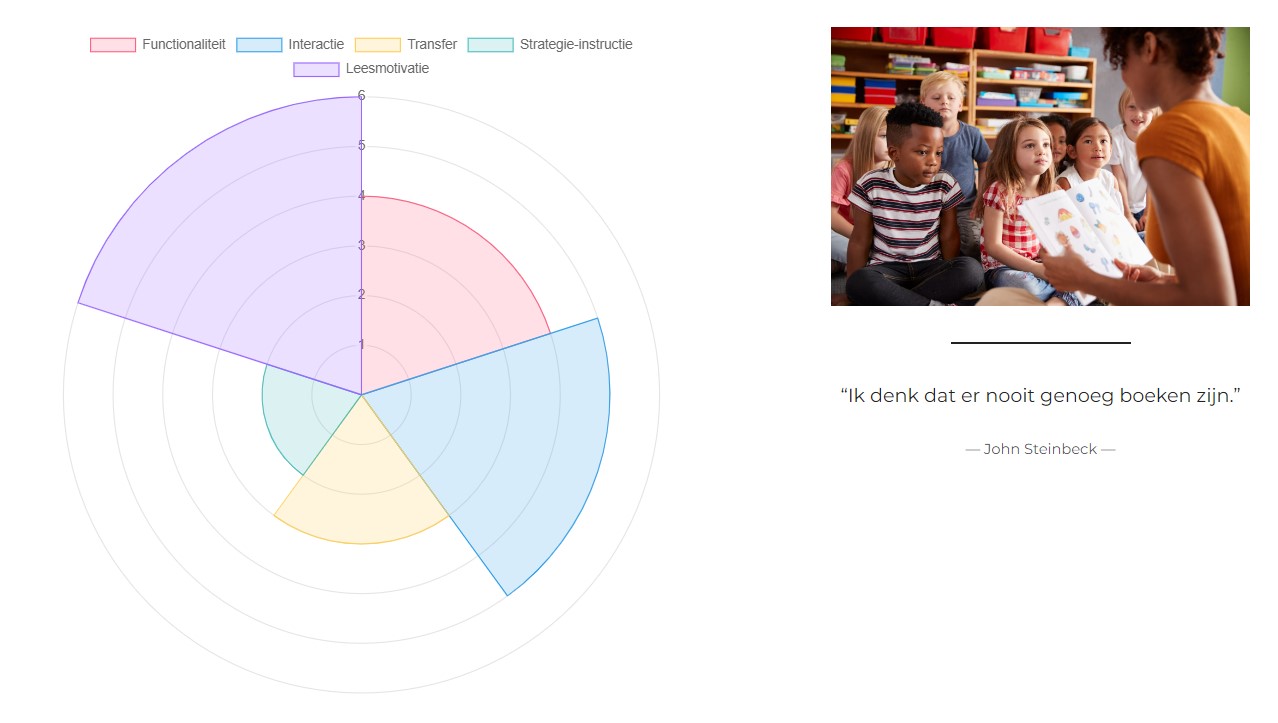 Functionaliteit Interactie Transfer Strategie-instructie
Leesmotivatie
6
5
4
3
2
1
“Ik denk dat er nooit genoeg boeken zijn.”
— John Steinbeck —